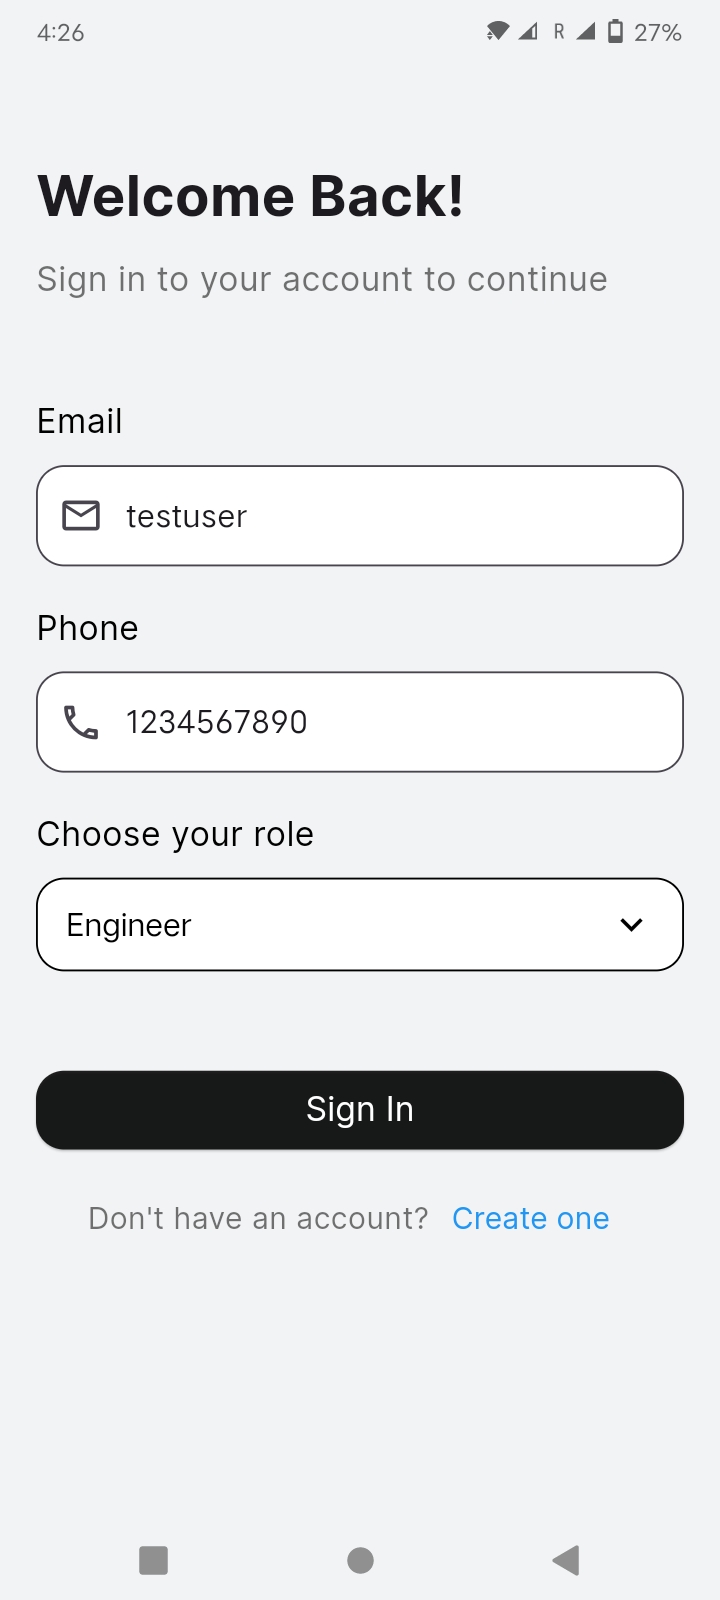 4:26 R 27%
Welcome Back!
Sign in to your account to continue
Email
testuser
Phone
1234567890
Choose your role
Engineer
Sign In
Don't have an account? Create one